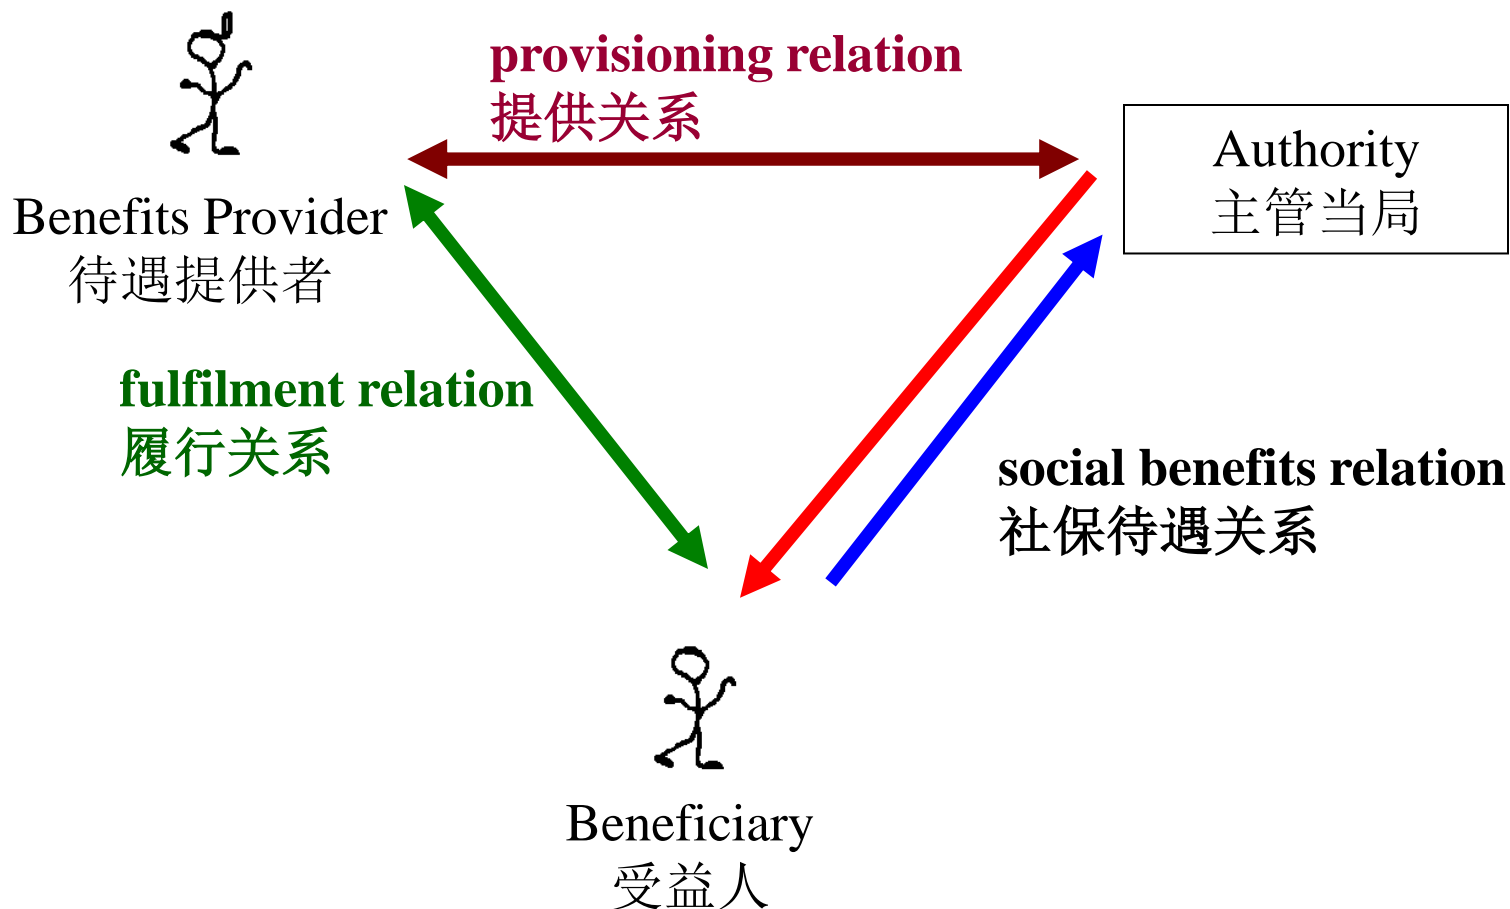 provisioning relation
提供关系
Authority
主管当局
Benefits Provider
待遇提供者
fulfilment relation
履行关系
social benefits relation
社保待遇关系
Beneficiary
受益人